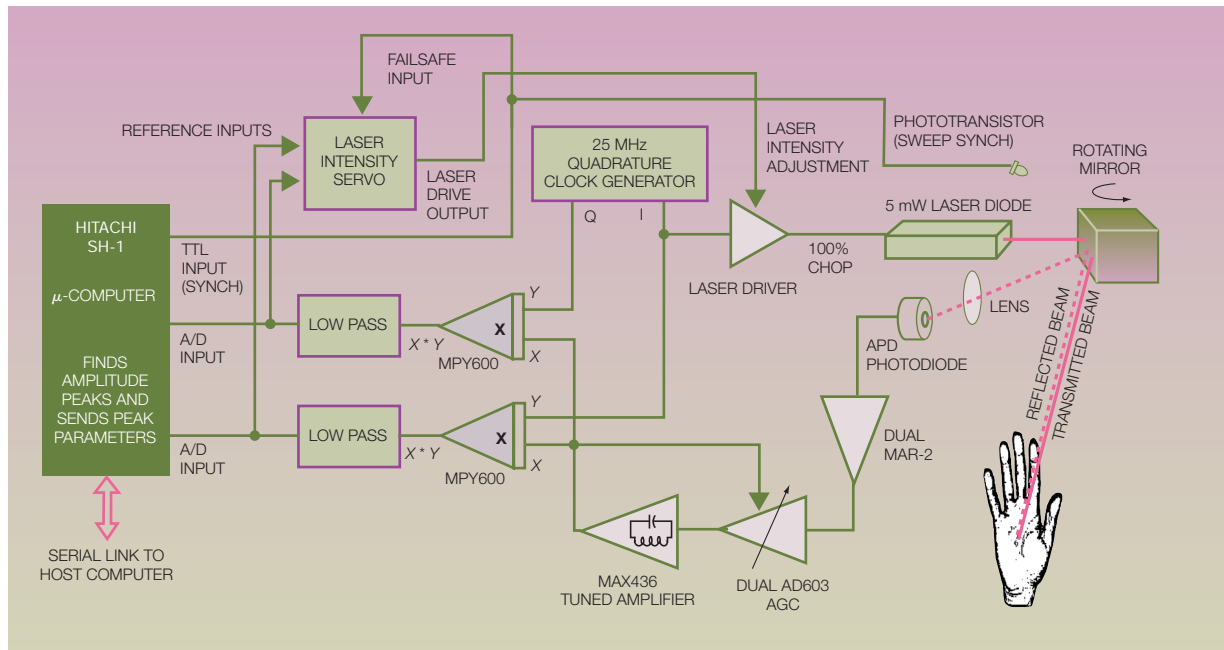 FAILSAFE
INPUT
REFERENCE INPUTS
LASER
INTENSITY
SERVO
LASER
DRIVE
OUTPUT
25 MHz
QUADRATURE
CLOCK GENERATOR
Q
I
LASER
INTENSITY
ADJUSTMENT
PHOTOTRANSISTOR
(SWEEP SYNCH)
ROTATING
MIRROR
5 mW LASER DIODE
100%
CHOP
LASER DRIVER
HITACHI
SH-1
μ-COMPUTER
FINDS
AMPLITUDE
PEAKS AND
SENDS PEAK
PARAMETERS
TTL
INPUT
(SYNCH)
A/D
INPUT
LOW PASS
X * Y
X
Y
X
MPY600
A/D
INPUT
LOW PASS
X * Y
X
Y
X
MPY600
LENS
APD
PHOTODIODE
REFLECTED BEAM
TRANSMITTED BEAM
DUAL
MAR-2
MAX436
TUNED AMPLIFIER
DUAL AD603
AGC
SERIAL LINK TO
HOST COMPUTER